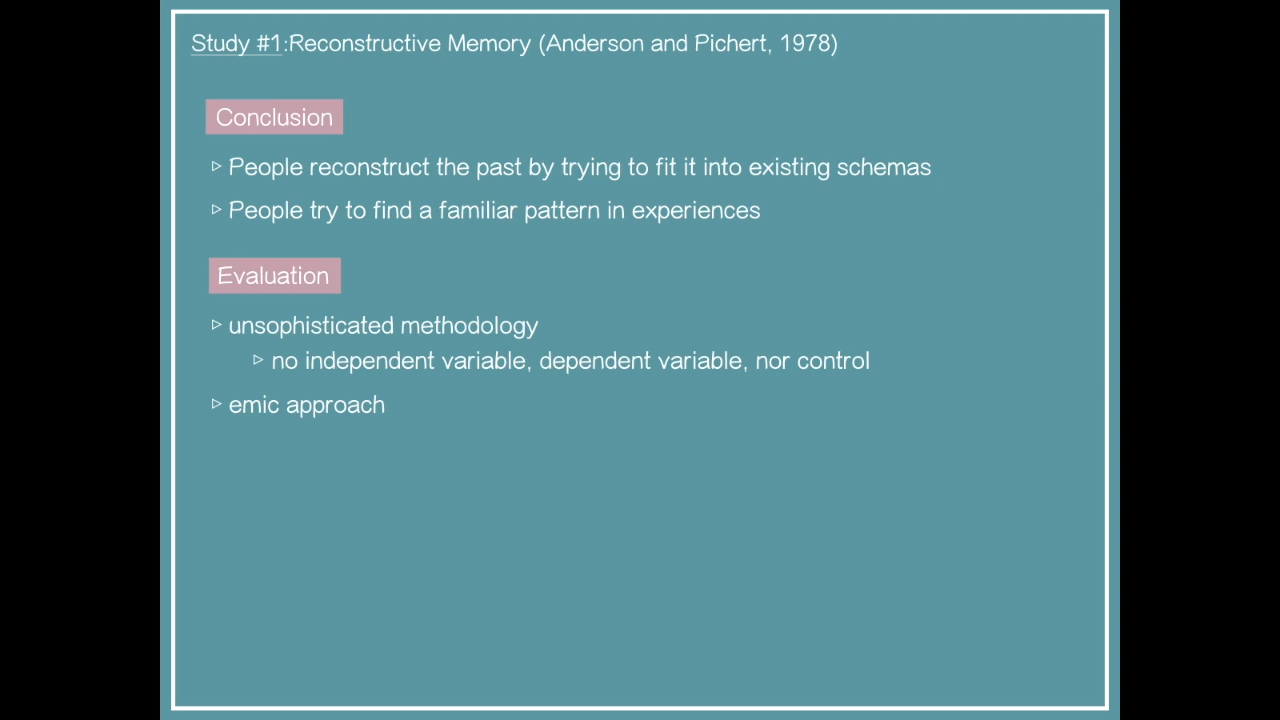 Study #1:Reconstructive Memory (Anderson and Pichert, 1978)
Conclusion
▹ People reconstruct the past by trying to fit it into existing schemas
▹ People try to find a familiar pattern in experiences
Evaluation
▹ unsophisticated methodology
▹ no independent variable, dependent variable, nor control
▹ emic approach